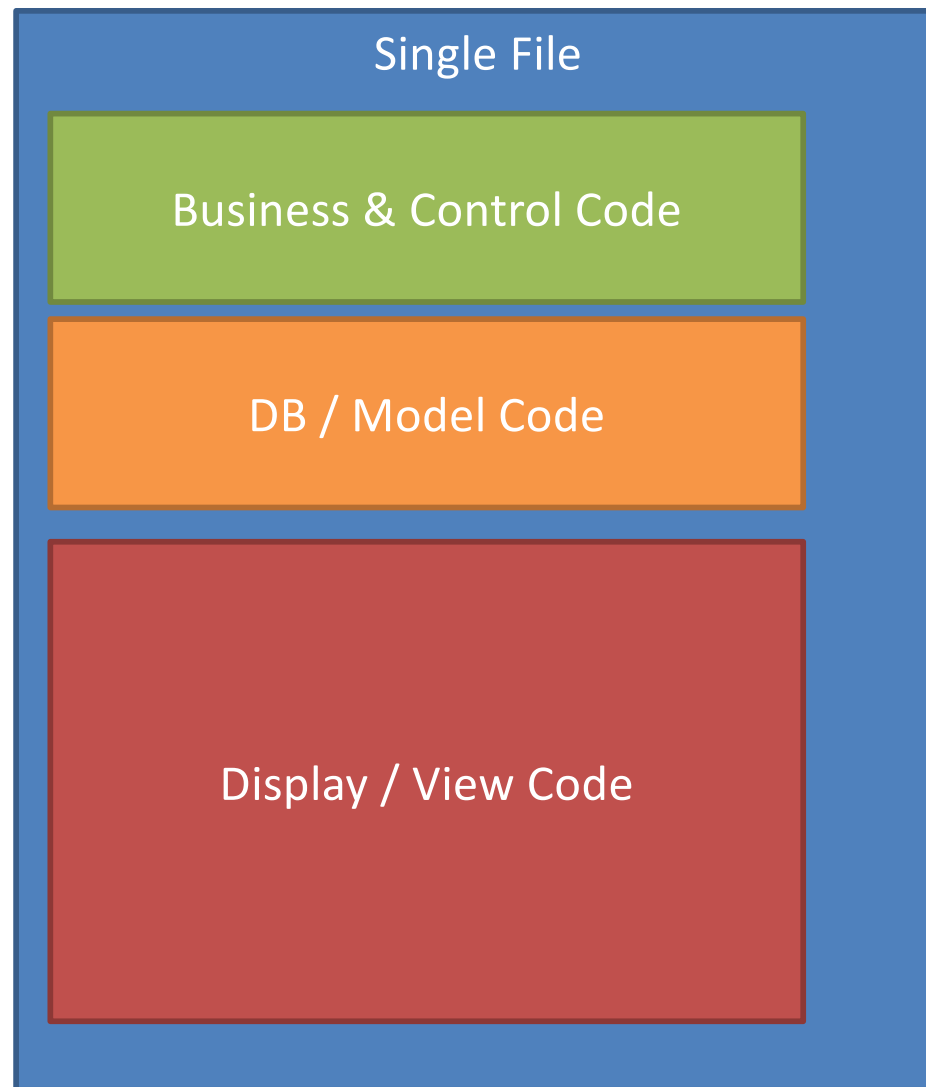 Single File
Business & Control Code
DB / Model Code
Display / View Code